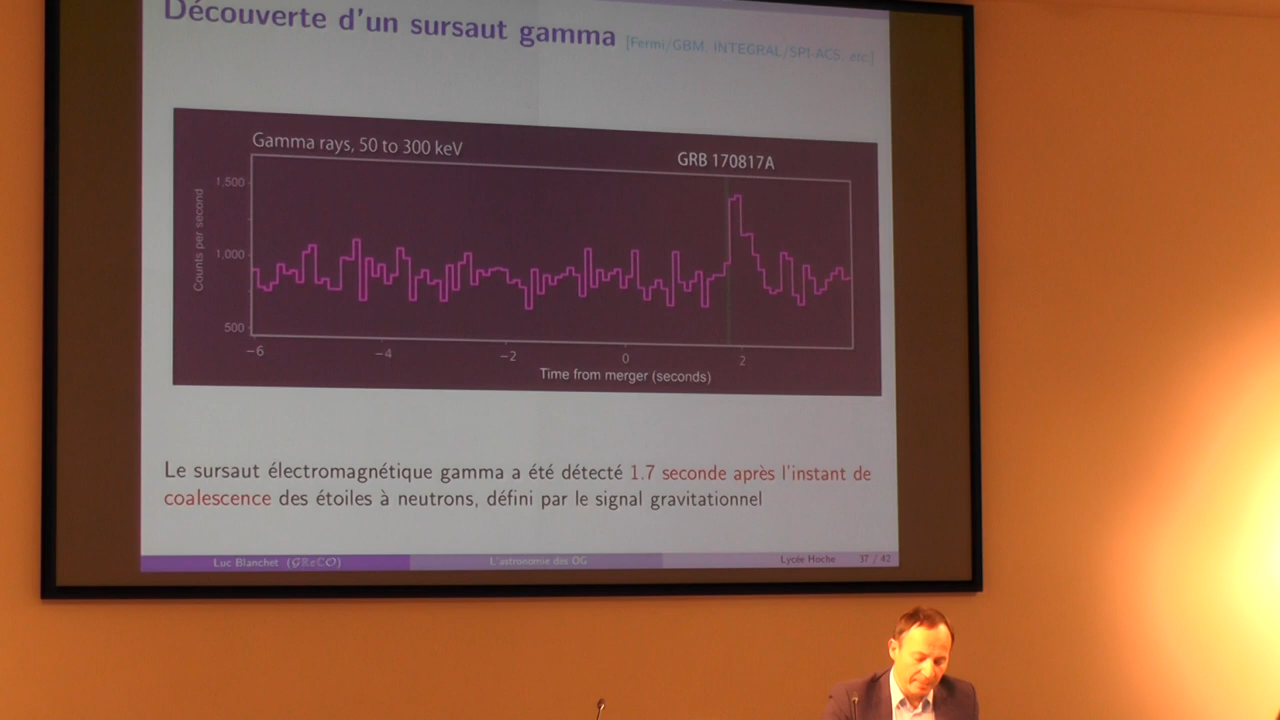 Découverte d'un sursaut gamma [Fermi/GBM, INTEGRAL/SPI-ACS, etc.]
Gamma rays, 50 to 300 keV
GRB 170817A
Counts per second
1,500
1,000
500
−6 −4 −2 0 2
Time from merger (seconds)
Le sursaut électromagnétique gamma a été détecté 1.7 seconde après l'instant de
coalescence des étoiles à neutrons, défini par le signal gravitationnel
Luc Blanchet (GReCO) L'astronomie des OG Lycée Hoche 37 / 42